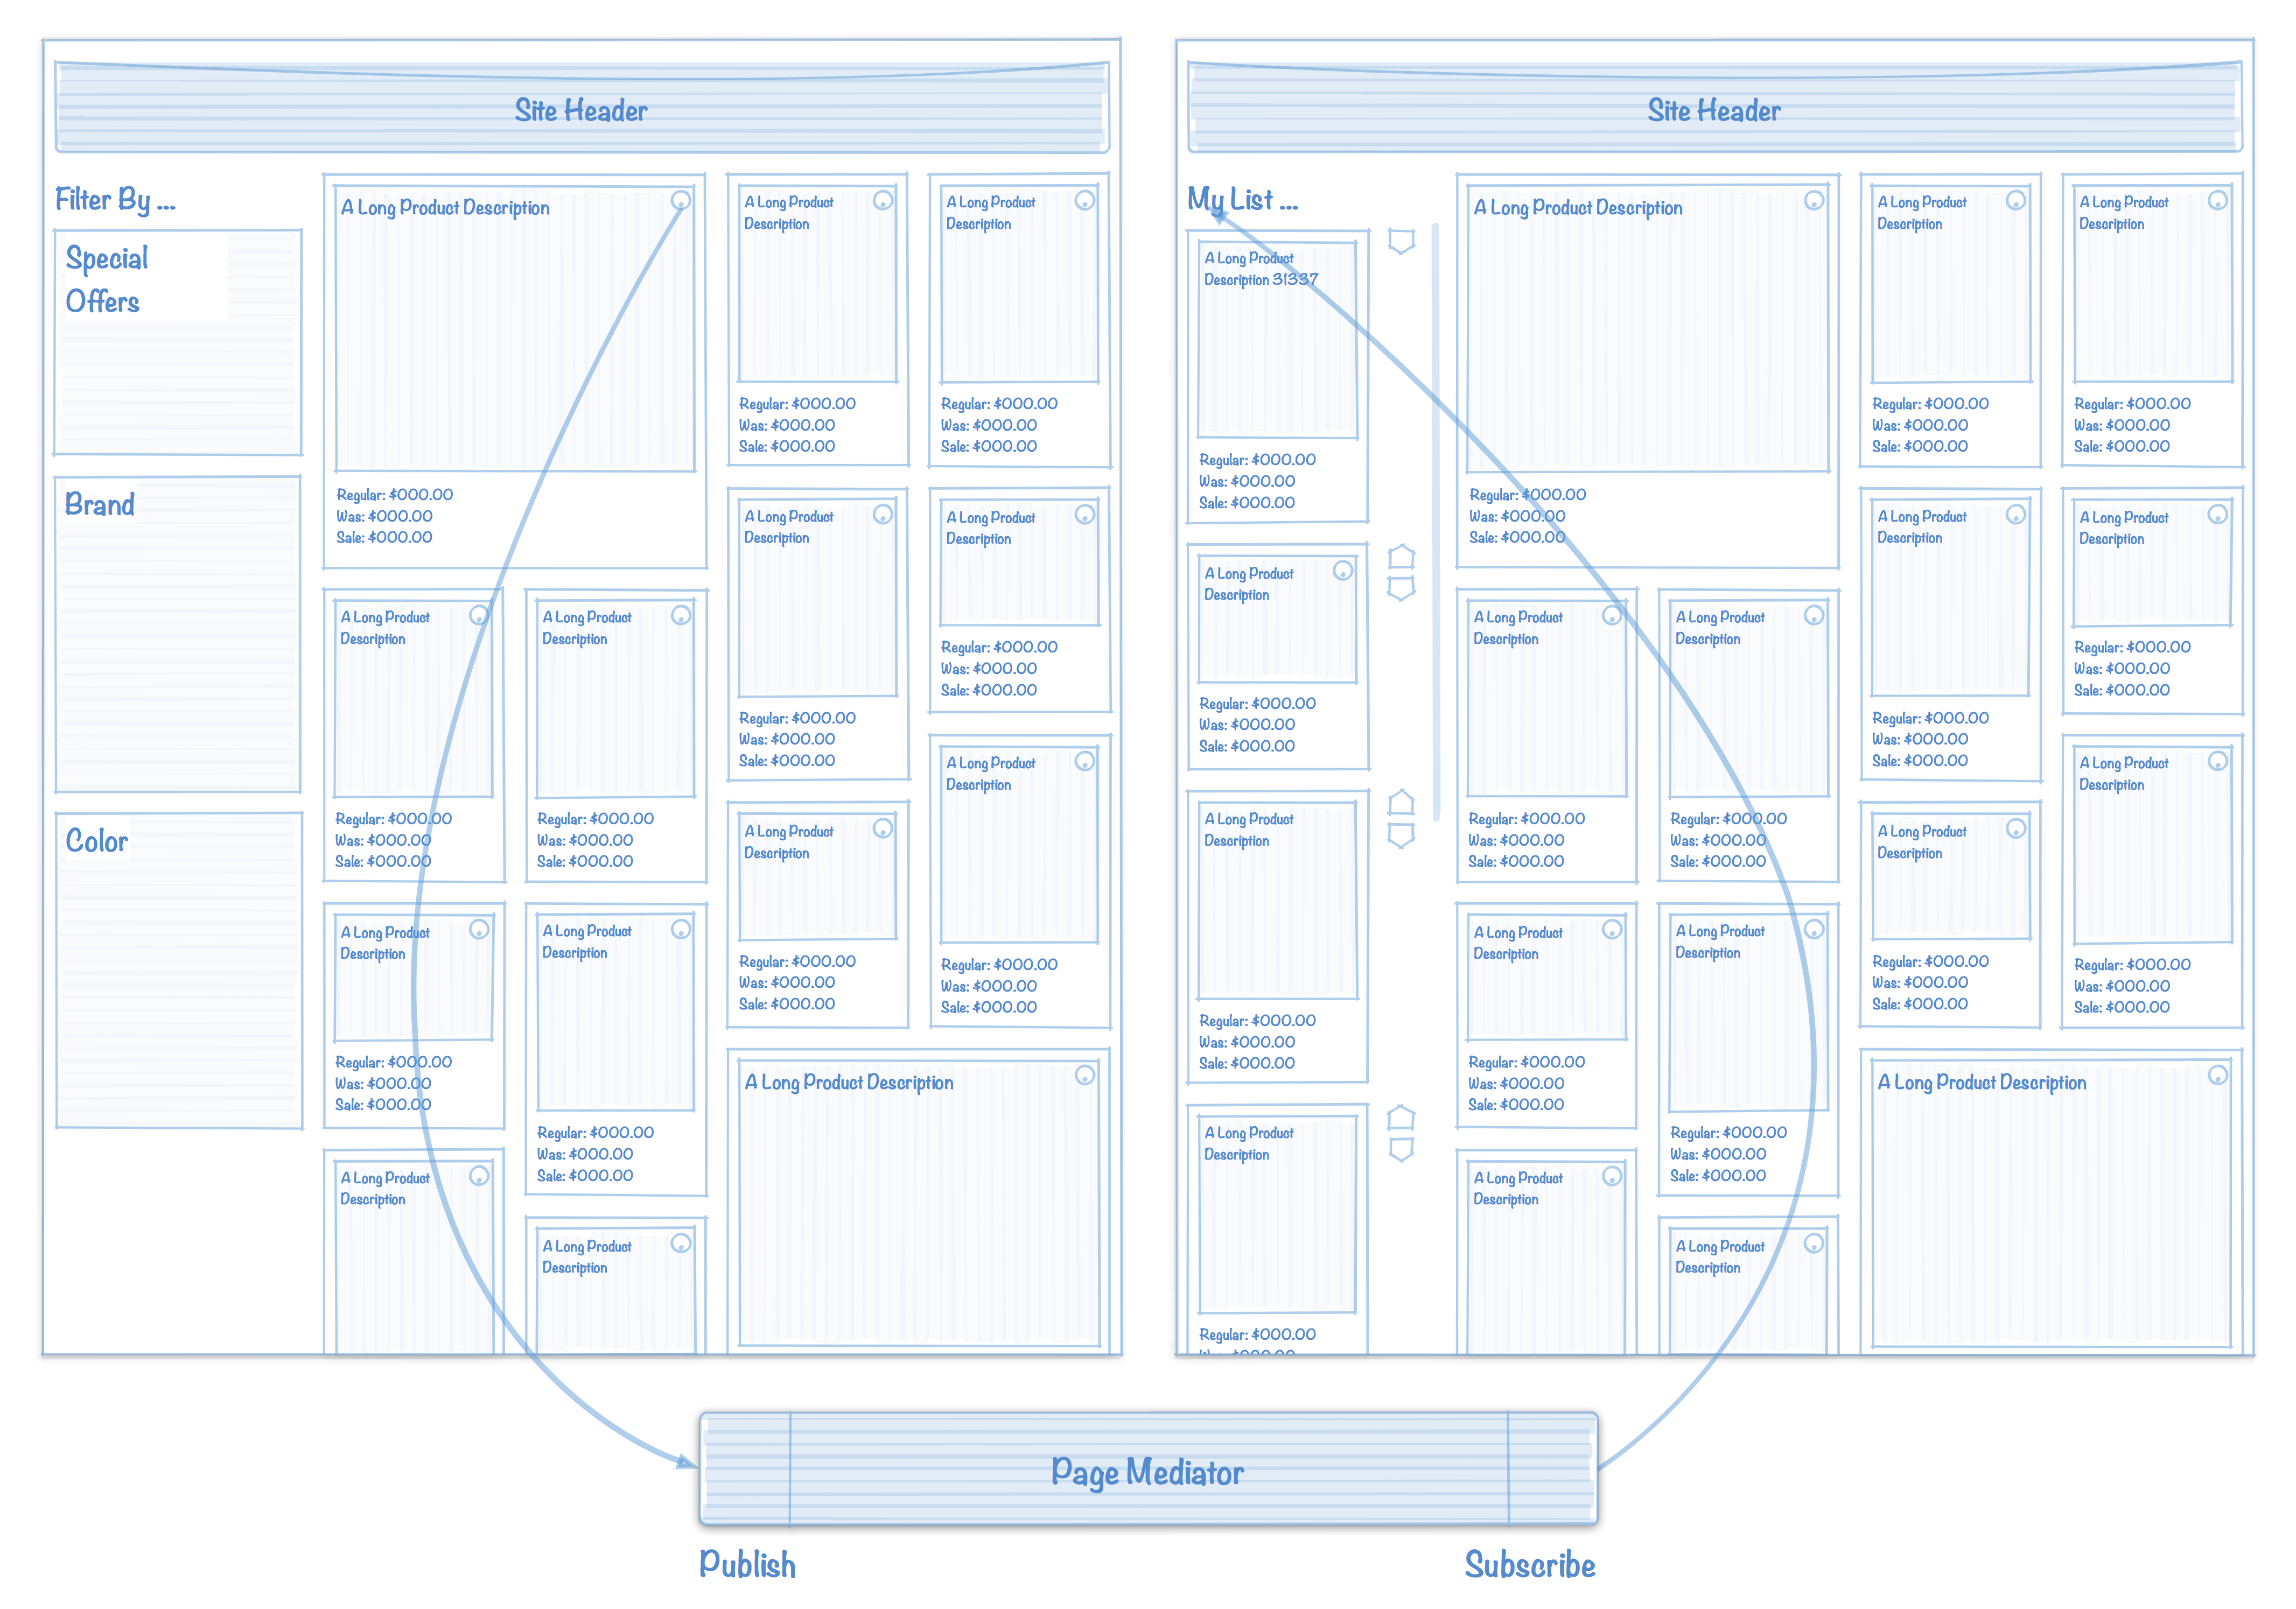 Site Header
Filter By ...
Special
Offers
Brand
Color
A Long Product Description
Regular: $000.00
Was: $000.00
Sale: $000.00
A Long Product
Description
Regular: $000.00
Was: $000.00
Sale: $000.00
A Long Product
Description
Regular: $000.00
Was: $000.00
Sale: $000.00
A Long Product
Description
A Long Product
Description
Regular: $000.00
Was: $000.00
Sale: $000.00
A Long Product
Description
Regular: $000.00
Was: $000.00
Sale: $000.00
A Long Product
Description
A Long Product
Description
Regular: $000.00
Was: $000.00
Sale: $000.00
A Long Product
Description
Regular: $000.00
Was: $000.00
Sale: $000.00
A Long Product
Description
Regular: $000.00
Was: $000.00
Sale: $000.00
A Long Product
Description
Regular: $000.00
Was: $000.00
Sale: $000.00
A Long Product
Description
Regular: $000.00
Was: $000.00
Sale: $000.00
A Long Product Description
Site Header
My List ...
A Long Product
Description 31337
Regular: $000.00
Was: $000.00
Sale: $000.00
A Long Product
Description
Regular: $000.00
Was: $000.00
Sale: $000.00
A Long Product
Description
Regular: $000.00
Was: $000.00
Sale: $000.00
A Long Product
Description
Regular: $000.00
Was: $000.00
A Long Product Description
Regular: $000.00
Was: $000.00
Sale: $000.00
A Long Product
Description
Regular: $000.00
Was: $000.00
Sale: $000.00
A Long Product
Description
Regular: $000.00
Was: $000.00
Sale: $000.00
A Long Product
Description
A Long Product
Description
Regular: $000.00
Was: $000.00
Sale: $000.00
A Long Product
Description
Regular: $000.00
Was: $000.00
Sale: $000.00
A Long Product
Description
A Long Product
Description
Regular: $000.00
Was: $000.00
Sale: $000.00
A Long Product
Description
Regular: $000.00
Was: $000.00
Sale: $000.00
A Long Product
Description
Regular: $000.00
Was: $000.00
Sale: $000.00
A Long Product
Description
Regular: $000.00
Was: $000.00
Sale: $000.00
A Long Product
Description
Regular: $000.00
Was: $000.00
Sale: $000.00
A Long Product
Description
Regular: $000.00
Was: $000.00
Sale: $000.00
A Long Product Description
Page Mediator
Publish
Subscribe